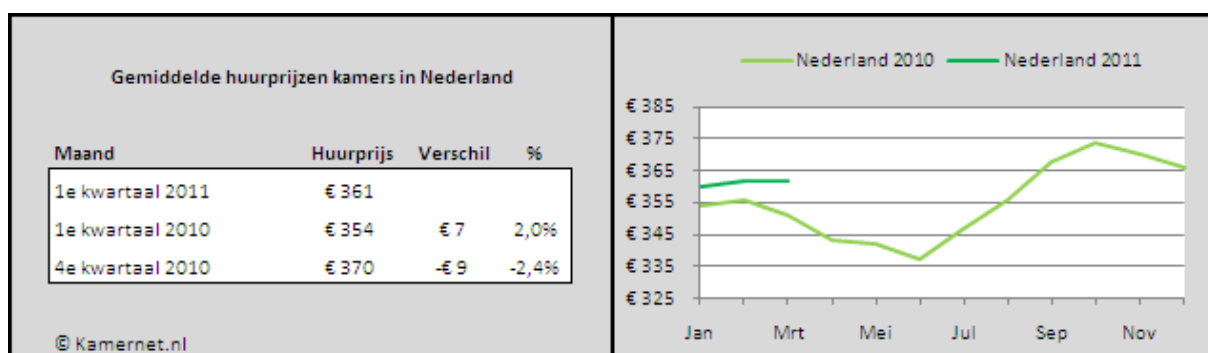 Gemiddelde huurprijzen kamers in Nederland
Maand Huurprijs Verschil %
1e kwartaal 2011 € 361
1e kwartaal 2010 € 354 € 7 2,0%
4e kwartaal 2010 € 370 -€ 9 -2,4%
© Kamernet.nl
Nederland 2010 Nederland 2011
€ 385
€ 375
€ 365
€ 355
€ 345
€ 335
€ 325
Jan Mrt Mei Jul Sep Nov